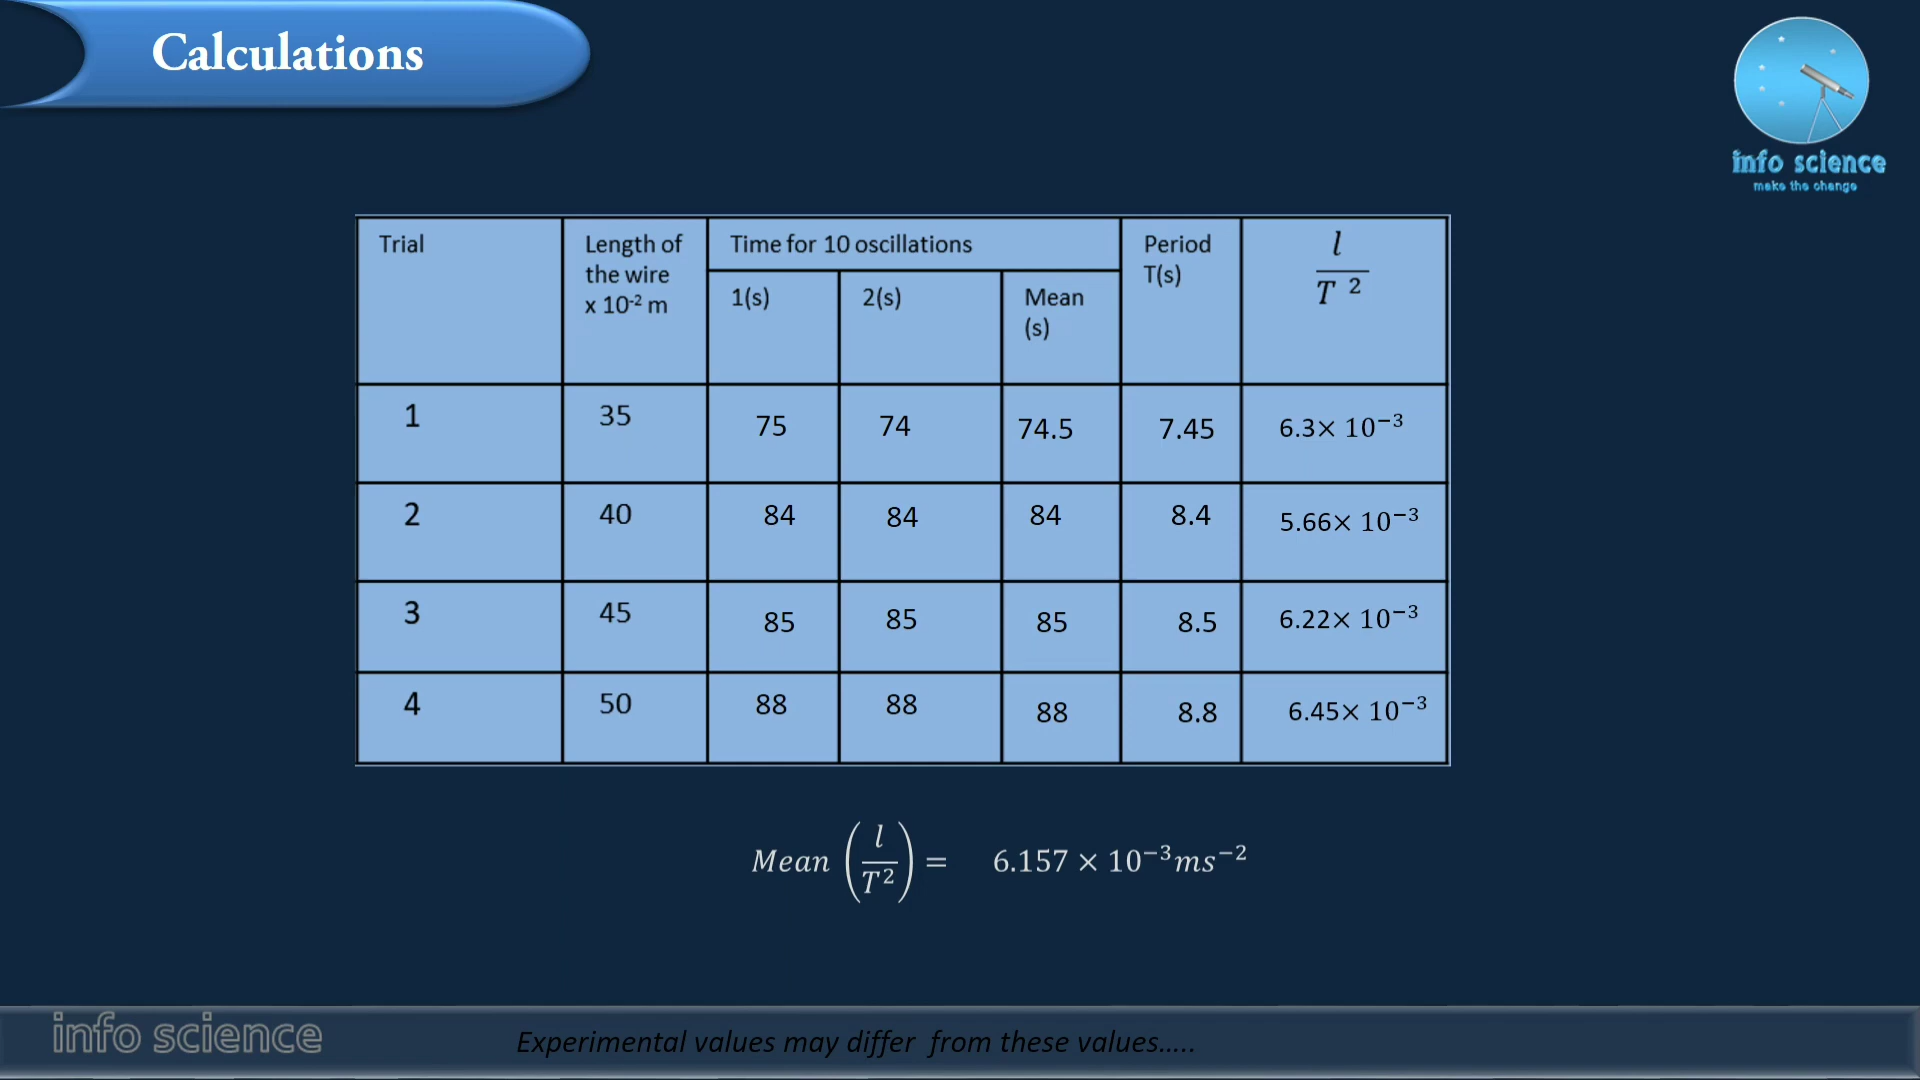 Calculations
info science
make the change
Trial
Length of
the wire
x 10⁻² m
Time for 10 oscillations
Period
T(s)
l
T ²
1(s)
2(s)
Mean
(s)
1 35 75 74 74.5 7.45 6.3× 10⁻³
2 40 84 84 84 8.4 5.66× 10⁻³
3 45 85 85 85 8.5 6.22× 10⁻³
4 50 88 88 88 8.8 6.45× 10⁻³
Mean (l/T²) = 6.157 × 10⁻³ms⁻²
info science
Experimental values may differ from these values.....